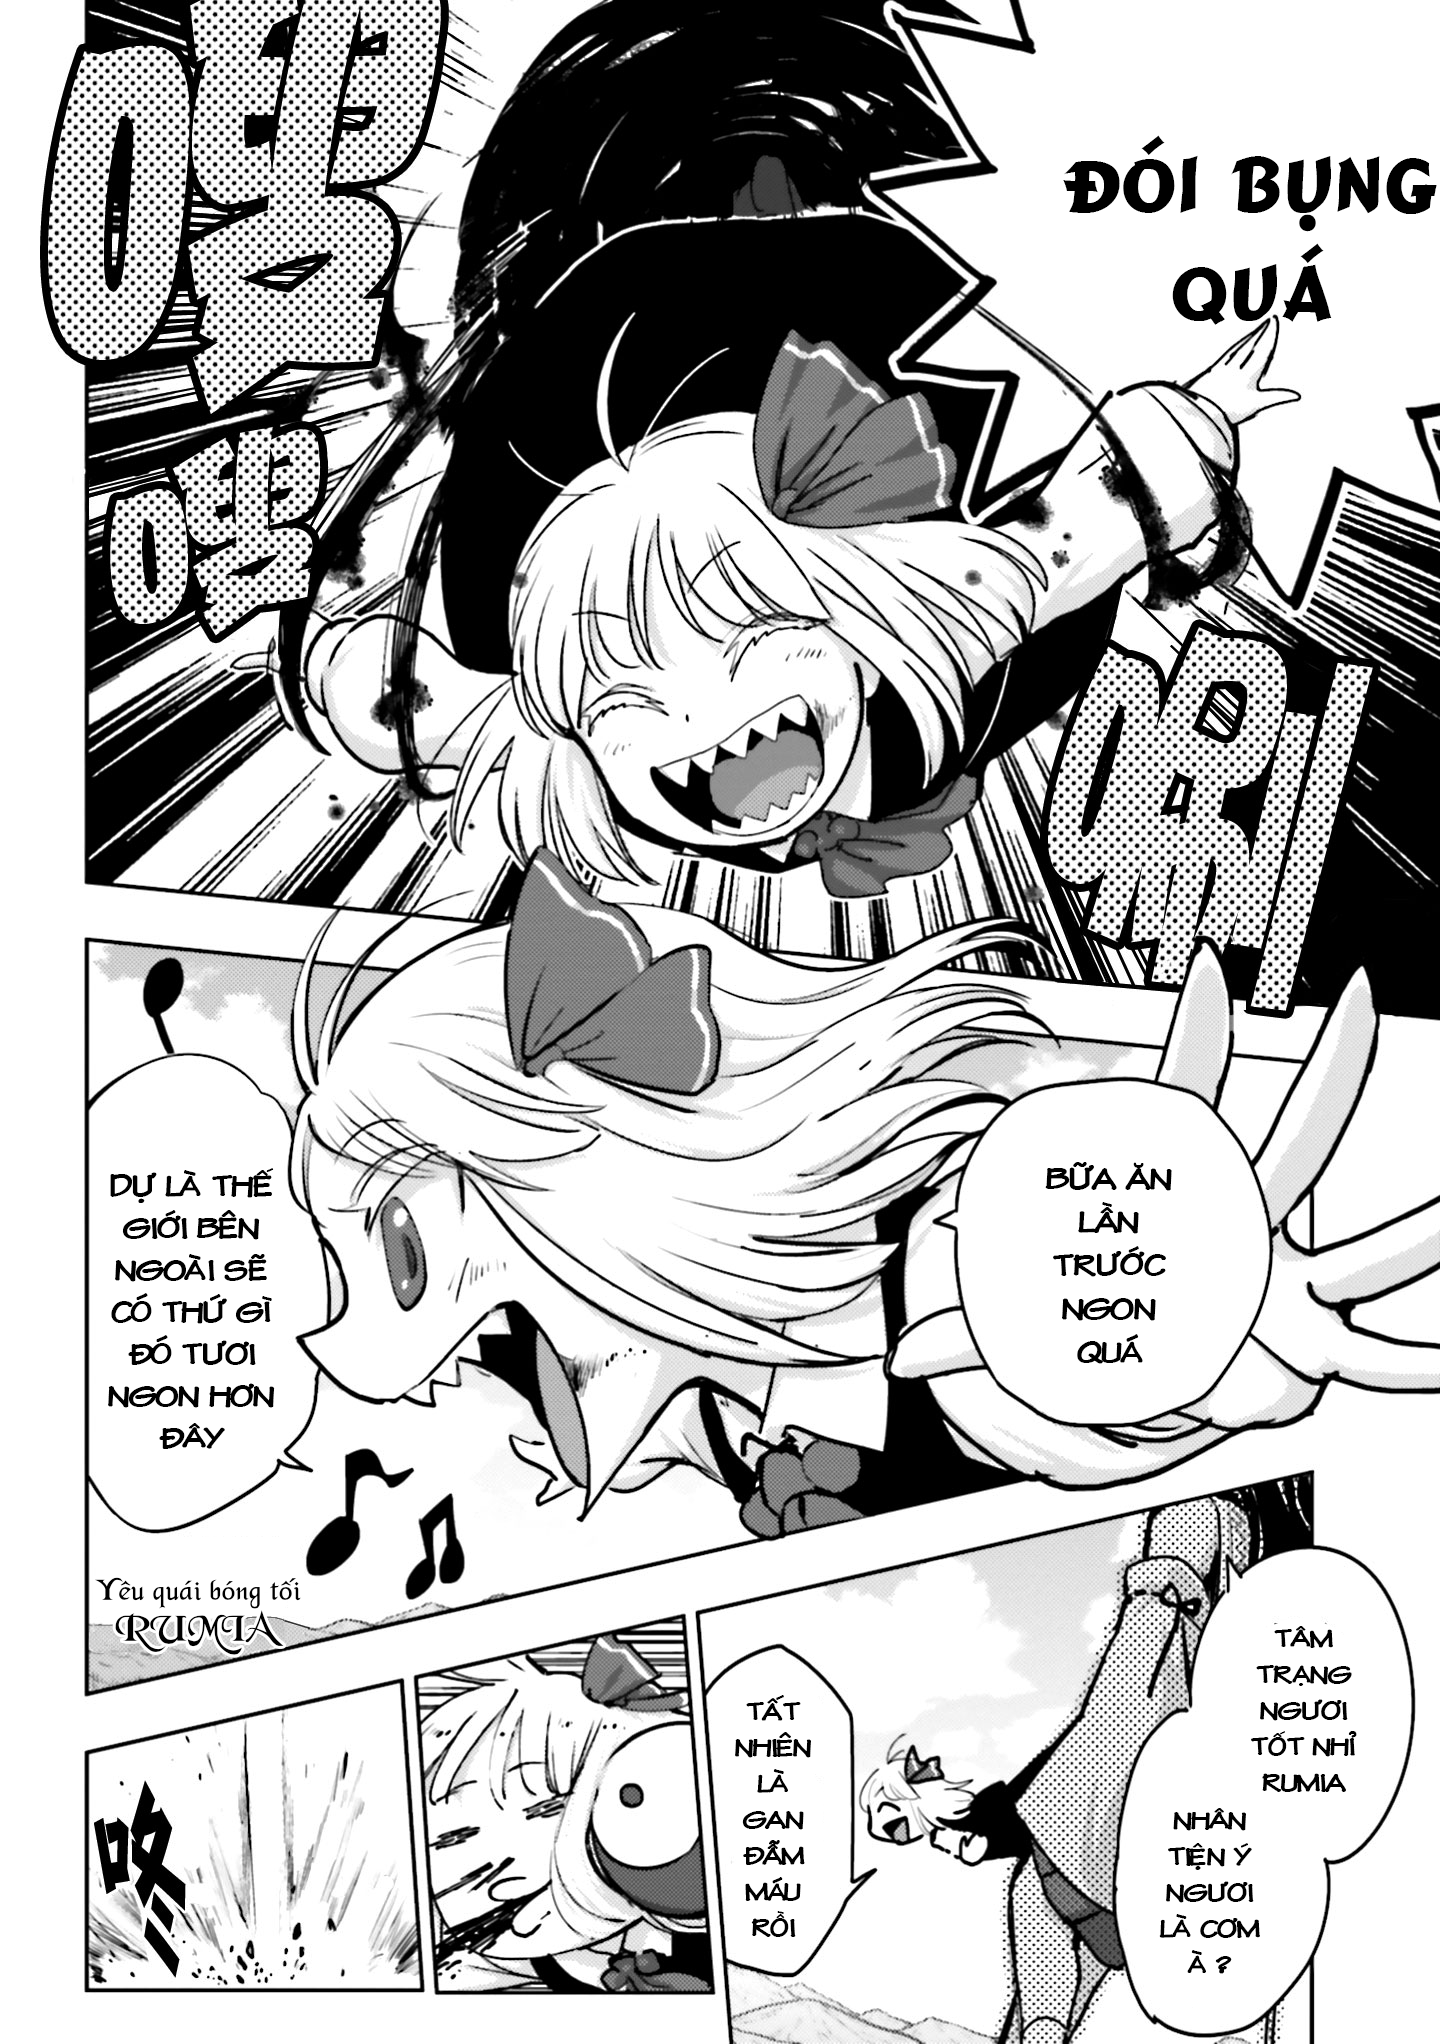 ĐÓI BỤNG
QUÁ
BỮA ĂN
LẦN
TRƯỚC
NGON
QUÁ
DỰ LÀ THẾ
GIỚI BÊN
NGOÀI SẼ
CÓ THỨ GÌ
ĐÓ TƯƠI
NGON HƠN
ĐÂY
Yêu quái bóng tối
RUMIA
TÂM
TRẠNG
NGƯƠI
TỐT NHỈ
RUMIA
NHÂN
TIỆN Ý
NGƯƠI
LÀ CƠM
À ?
TẤT
NHIÊN
LÀ
GAN
ĐẪM
MÁU
RỒI
咚